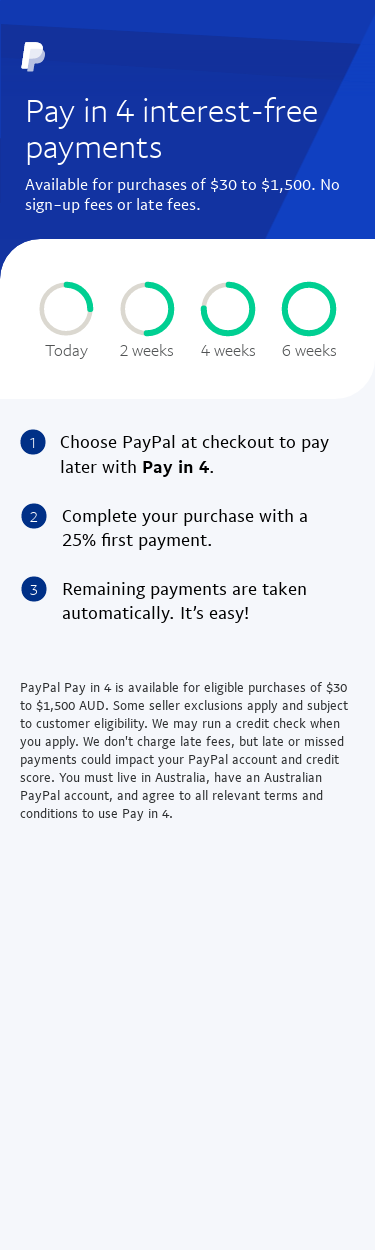 Pay in 4 interest-free
payments
Available for purchases of $30 to $1,500. No
sign-up fees or late fees.
Today 2 weeks 4 weeks 6 weeks
1 Choose PayPal at checkout to pay
later with Pay in 4.
2 Complete your purchase with a
25% first payment.
3 Remaining payments are taken
automatically. It’s easy!
PayPal Pay in 4 is available for eligible purchases of $30
to $1,500 AUD. Some seller exclusions apply and subject
to customer eligibility. We may run a credit check when
you apply. We don't charge late fees, but late or missed
payments could impact your PayPal account and credit
score. You must live in Australia, have an Australian
PayPal account, and agree to all relevant terms and
conditions to use Pay in 4.